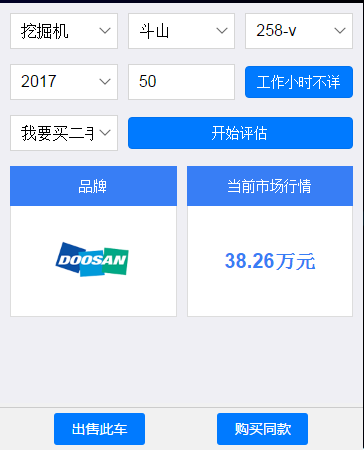 挖掘机 斗山 258-v
2017 50 工作小时不详
我要买二手 开始评估
品牌 当前市场行情
DOOSAN 38.26万元
出售此车 购买同款